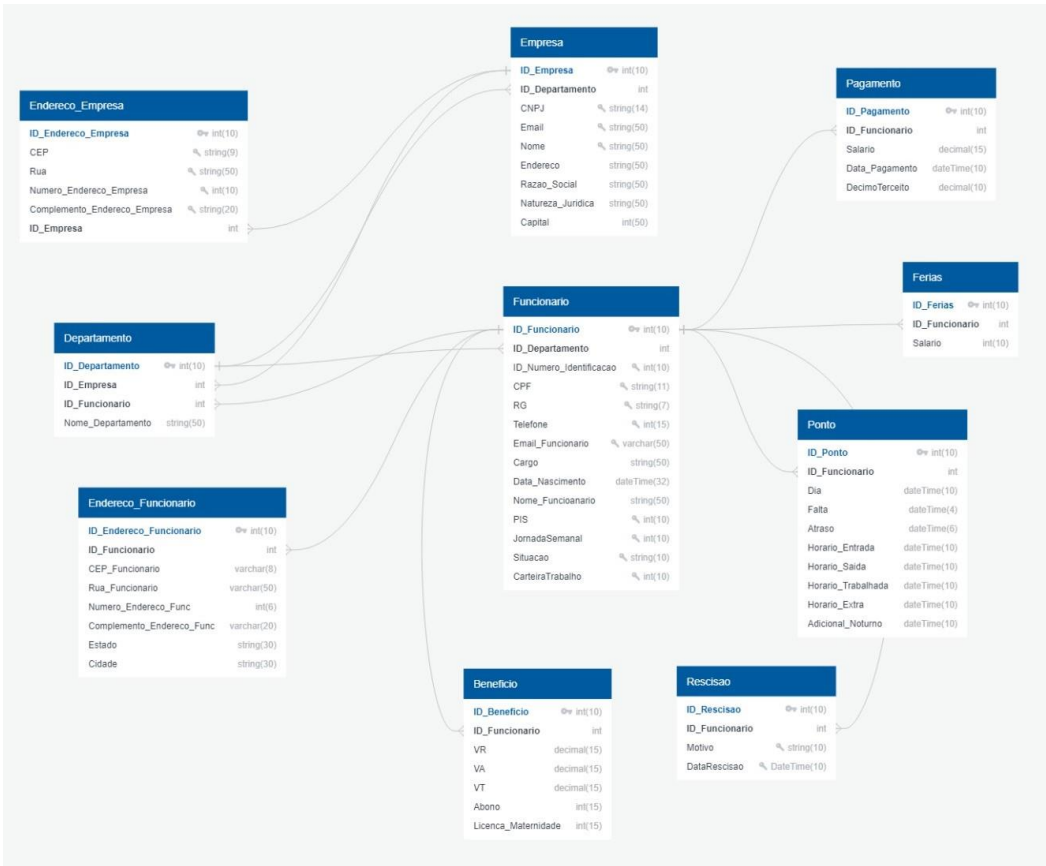 Empresa
ID_Empresa int(10)
ID_Departamento int
CNPJ string(14)
Email string(50)
Nome string(50)
Endereco string(50)
Razao_Social string(50)
Natureza_Juridica string(50)
Capital int(50)
Pagamento
ID_Pagamento int(10)
ID_Funcionario int
Salario decimal(15)
Data_Pagamento dateTime(10)
DecimoTerceito decimal(10)
Endereco_Empresa
ID_Endereco_Empresa int(10)
CEP string(9)
Rua string(50)
Numero_Endereco_Empresa int(10)
Complemento_Endereco_Empresa string(20)
ID_Empresa int
Ferias
ID_Ferias int(10)
ID_Funcionario int
Salario int(10)
Funcionario
ID_Funcionario int(10)
ID_Departamento int
ID_Numero_Identificacao int(10)
CPF string(11)
RG string(7)
Telefone int(15)
Email_Funcionario varchar(50)
Cargo string(50)
Data_Nascimento dateTime(32)
Nome_Funcioanario string(50)
PIS int(10)
JornadaSemanal int(10)
Situacao string(10)
CarteiraTrabalho int(10)
Departamento
ID_Departamento int(10)
ID_Empresa int
ID_Funcionario int
Nome_Departamento string(50)
Ponto
ID_Ponto int(10)
ID_Funcionario int
Dia dateTime(10)
Falta dateTime(4)
Atraso dateTime(6)
Horario_Entrada dateTime(10)
Horario_Saida dateTime(10)
Horario_Trabalhada dateTime(10)
Horario_Extra dateTime(10)
Adicional_Noturno dateTime(10)
Endereco_Funcionario
ID_Endereco_Funcionario int(10)
ID_Funcionario int
CEP_Funcionario varchar(8)
Rua_Funcionario varchar(50)
Numero_Endereco_Func int(6)
Complemento_Endereco_Func varchar(20)
Estado string(30)
Cidade string(30)
Beneficio
ID_Beneficio int(10)
ID_Funcionario int
VR decimal(15)
VA decimal(15)
VT decimal(15)
Abono int(15)
Licenca_Maternidade int(15)
Rescisao
ID_Rescisao int(10)
ID_Funcionario int
Motivo string(10)
DataRescisao DateTime(10)